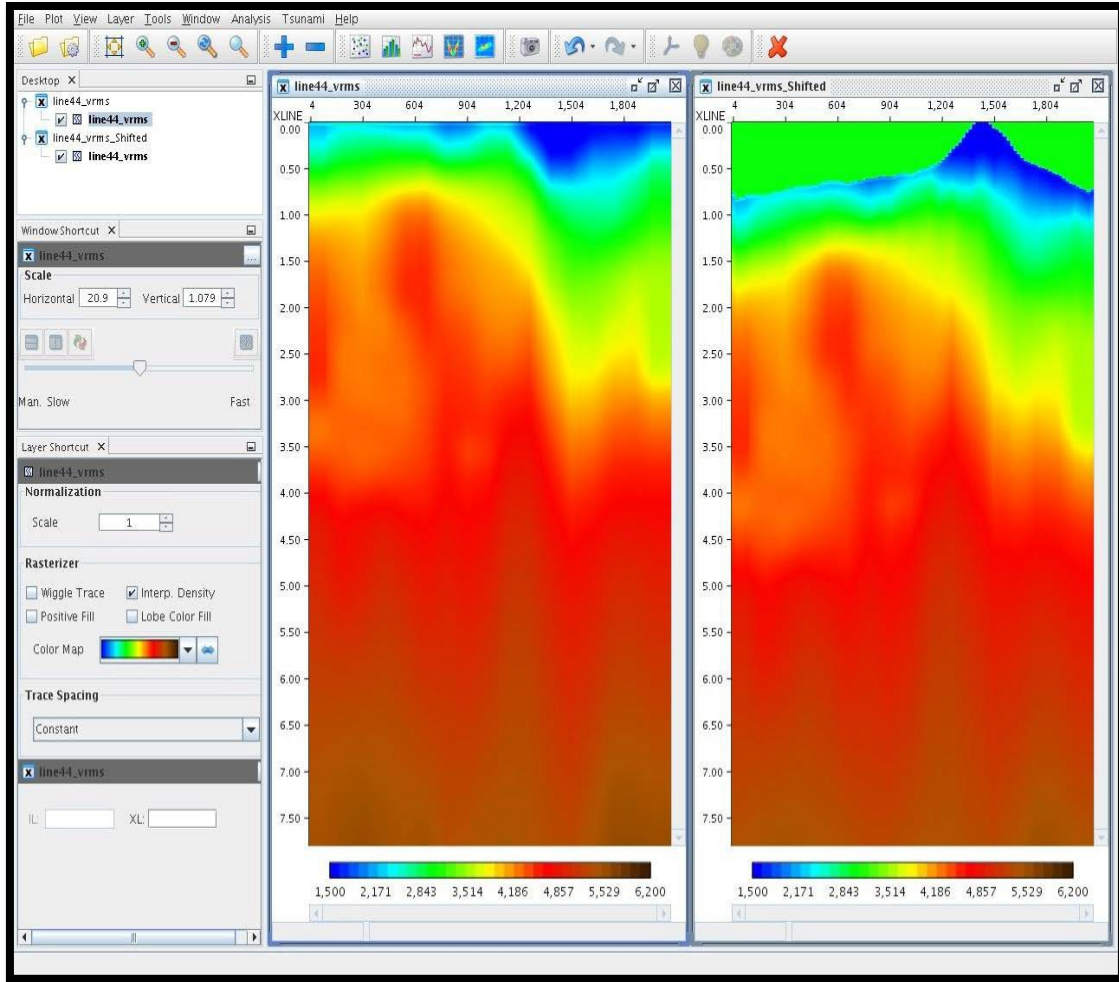 File Plot View Layer Tools Window Analysis Tsunami Help
Desktop X
line44_vrms
line44_vrms
line44_vrms_Shifted
line44_vrms
Window Shortcut X
line44_vrms
...
Scale
Horizontal 20.9 Vertical 1.079
Man. Slow Fast
Layer Shortcut X
line44_vrms
Normalization
Scale 1
Rasterizer
Wiggle Trace Interp. Density
Positive Fill Lobe Color Fill
Color Map
Trace Spacing
Constant
line44_vrms
IL: XL:
line44_vrms
4 304 604 904 1,204 1,504 1,804
XLINE
0.00
0.50
1.00
1.50
2.00
2.50
3.00
3.50
4.00
4.50
5.00
5.50
6.00
6.50
7.00
7.50
1,500 2,171 2,843 3,514 4,186 4,857 5,529 6,200
line44_vrms_Shifted
4 304 604 904 1,204 1,504 1,804
XLINE
0.00
0.50
1.00
1.50
2.00
2.50
3.00
3.50
4.00
4.50
5.00
5.50
6.00
6.50
7.00
7.50
1,500 2,171 2,843 3,514 4,186 4,857 5,529 6,200